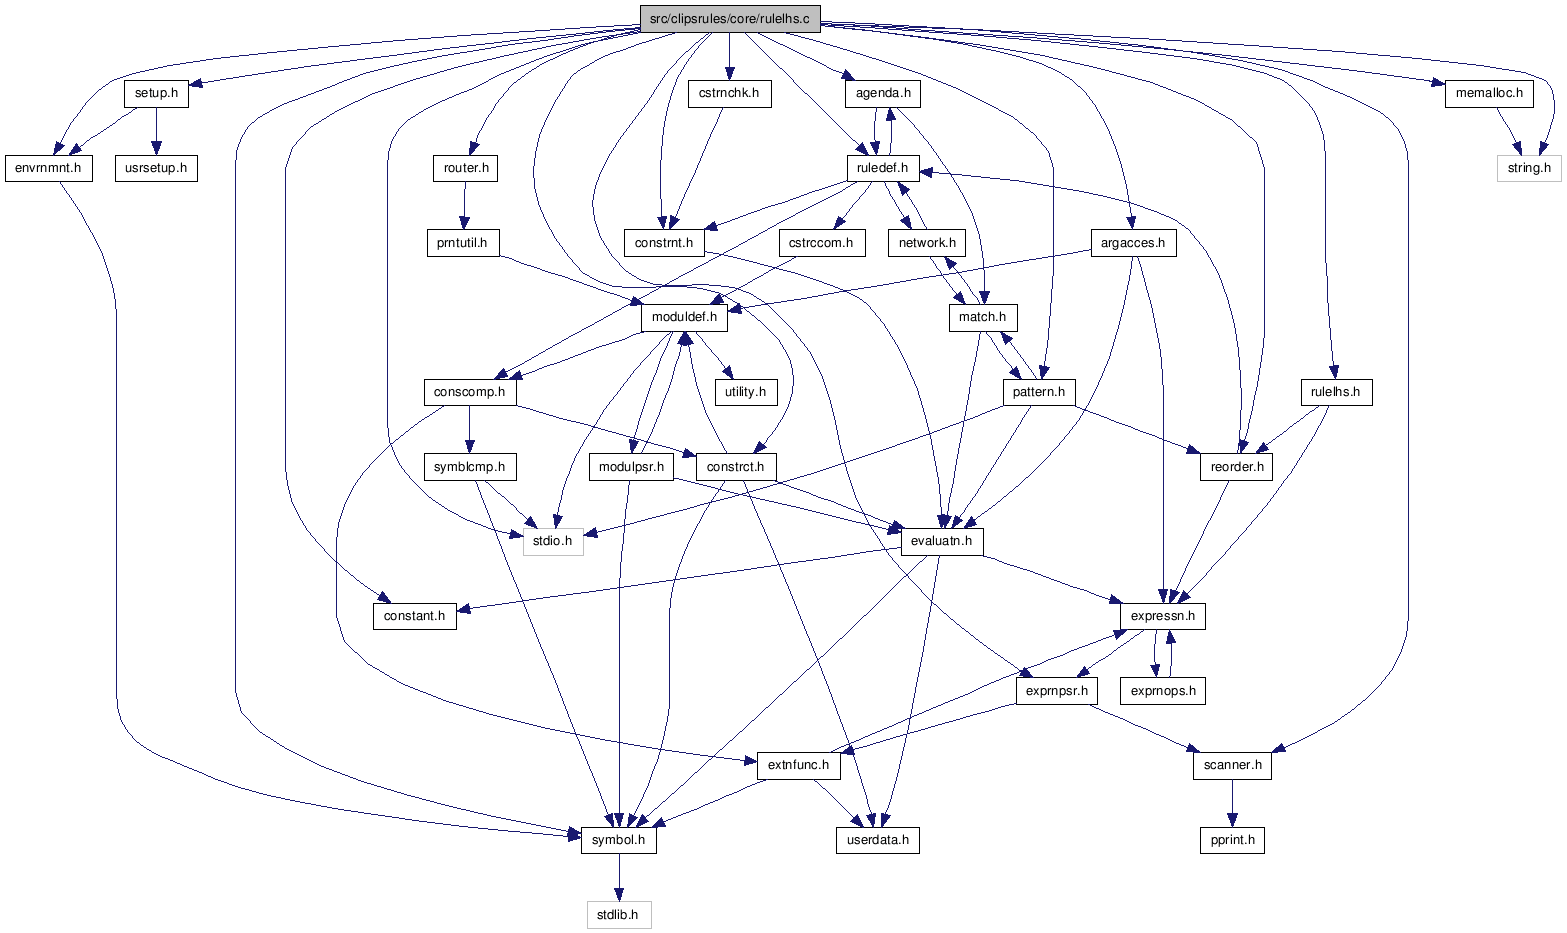 src/clipsrules/core/rulelhs.c
setup.h
cstrnchk.h
agenda.h
memalloc.h
envrnmnt.h
usrsetup.h
router.h
ruledef.h
string.h
prntutil.h
constrnt.h
cstrccom.h
network.h
argacces.h
moduldef.h
match.h
conscomp.h
utility.h
pattern.h
rulelhs.h
symblcmp.h
modulpsr.h
constrct.h
reorder.h
stdio.h
evaluatn.h
constant.h
expressn.h
exprnpsr.h
exprnops.h
extnfunc.h
scanner.h
symbol.h
userdata.h
pprint.h
stdlib.h